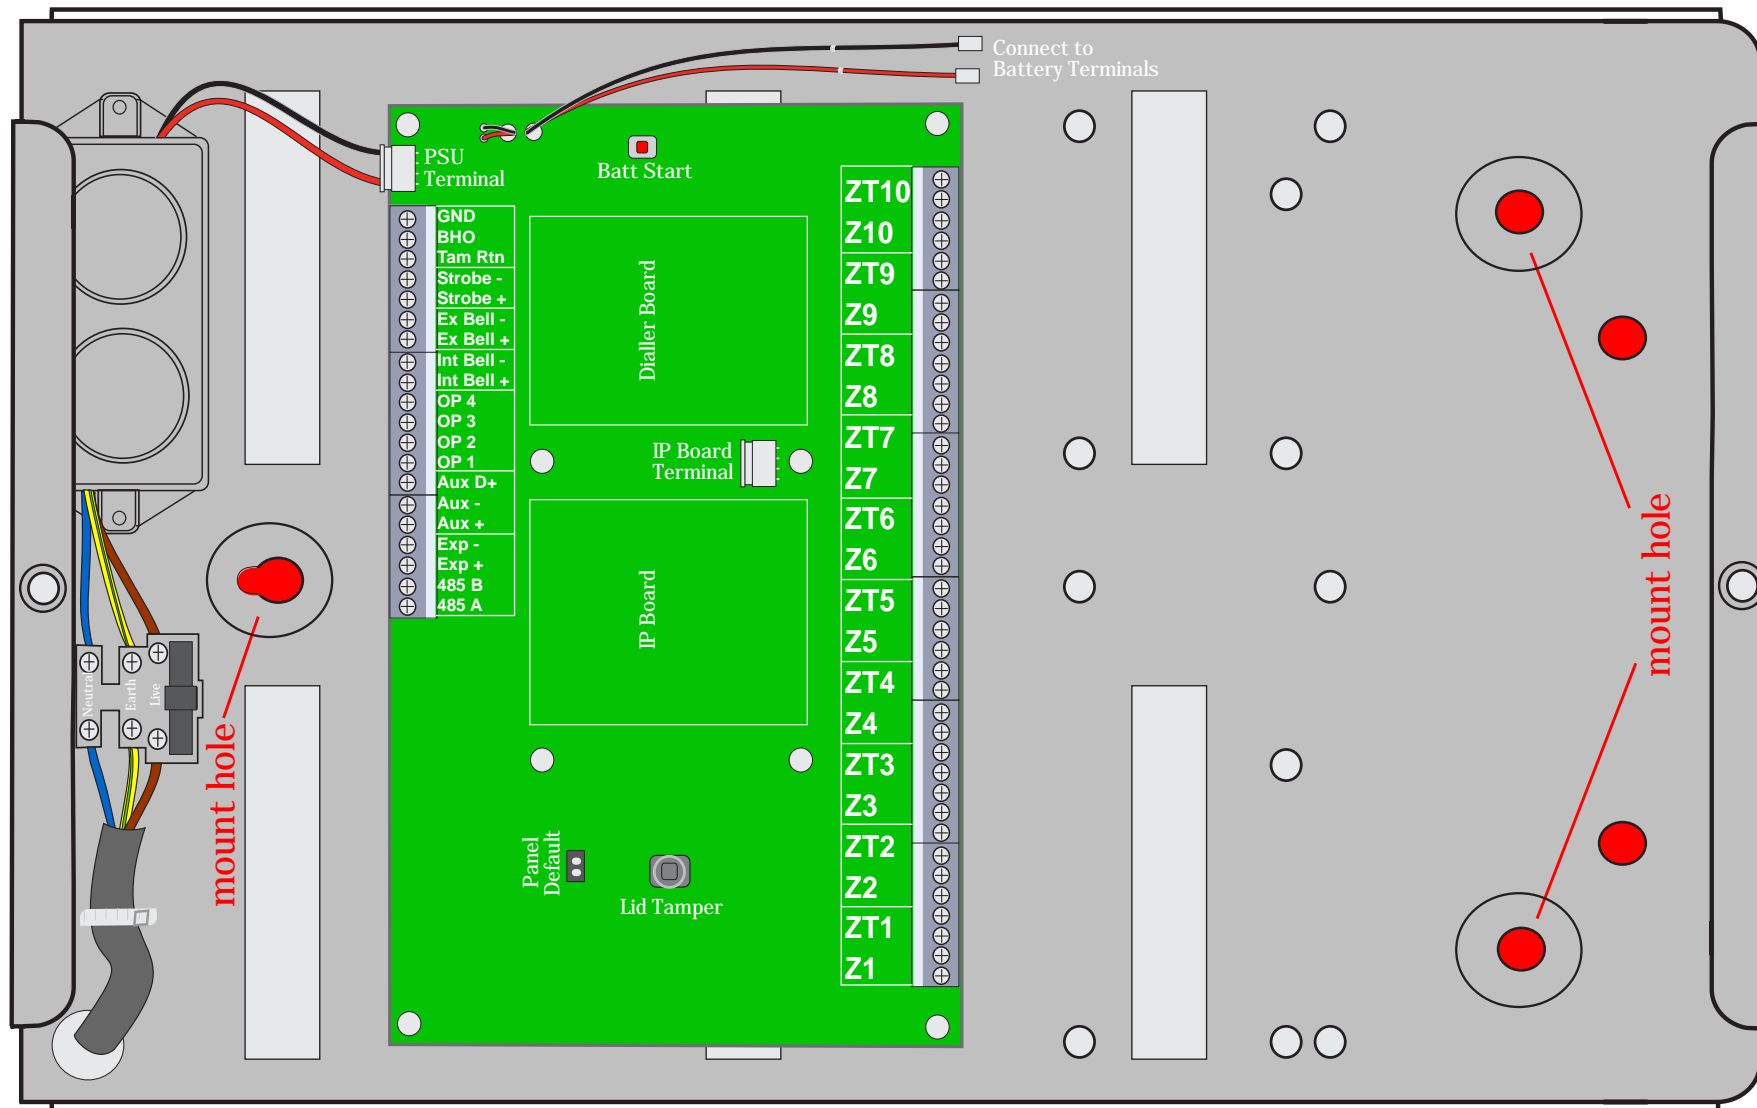 Connect to
Battery Terminals
PSU
Terminal
Batt Start
GND
BHO
Tam Rtn
Strobe -
Strobe +
Ex Bell -
Ex Bell +
Int Bell -
Int Bell +
OP 4
OP 3
OP 2
OP 1
Aux D+
Aux -
Aux +
Exp -
Exp +
485 B
485 A
Dialler Board
IP Board
Terminal
IP Board
Panel
Default
Lid Tamper
ZT10
Z10
ZT9
Z9
ZT8
Z8
ZT7
Z7
ZT6
Z6
ZT5
Z5
ZT4
Z4
ZT3
Z3
ZT2
Z2
ZT1
Z1
Neutral
Earth
Live
mount hole
mount hole